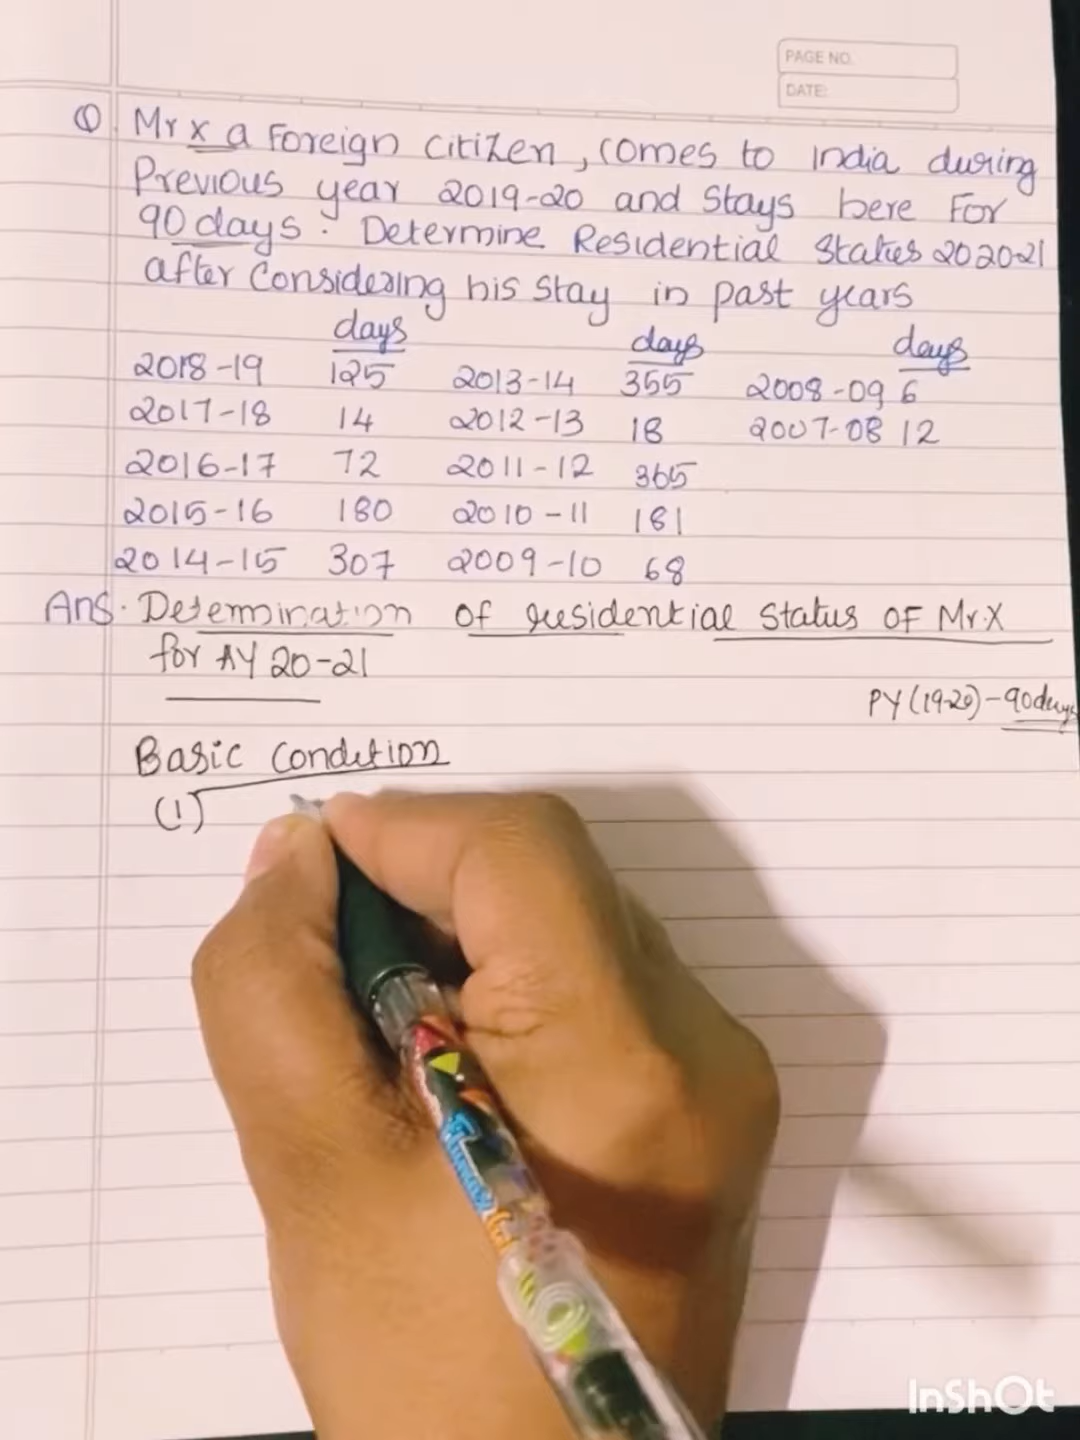 PAGE NO.
DATE:
Q. Mr X a Foreign Citizen, comes to India during
Previous year 2019-20 and stays here For
90 days. Determine Residential Status 2020-21
after Considering his stay in past years
days days days
2018-19 125 2013-14 355 2008-09 6
2017-18 14 2012-13 18 2007-08 12
2016-17 72 2011-12 365
2015-16 180 2010-11 181
2014-15 307 2009-10 68
Ans. Determination of residential status OF Mr.X
for AY 20-21
PY (19-20) - 90 days
Basic Condition
(1)
InShOt